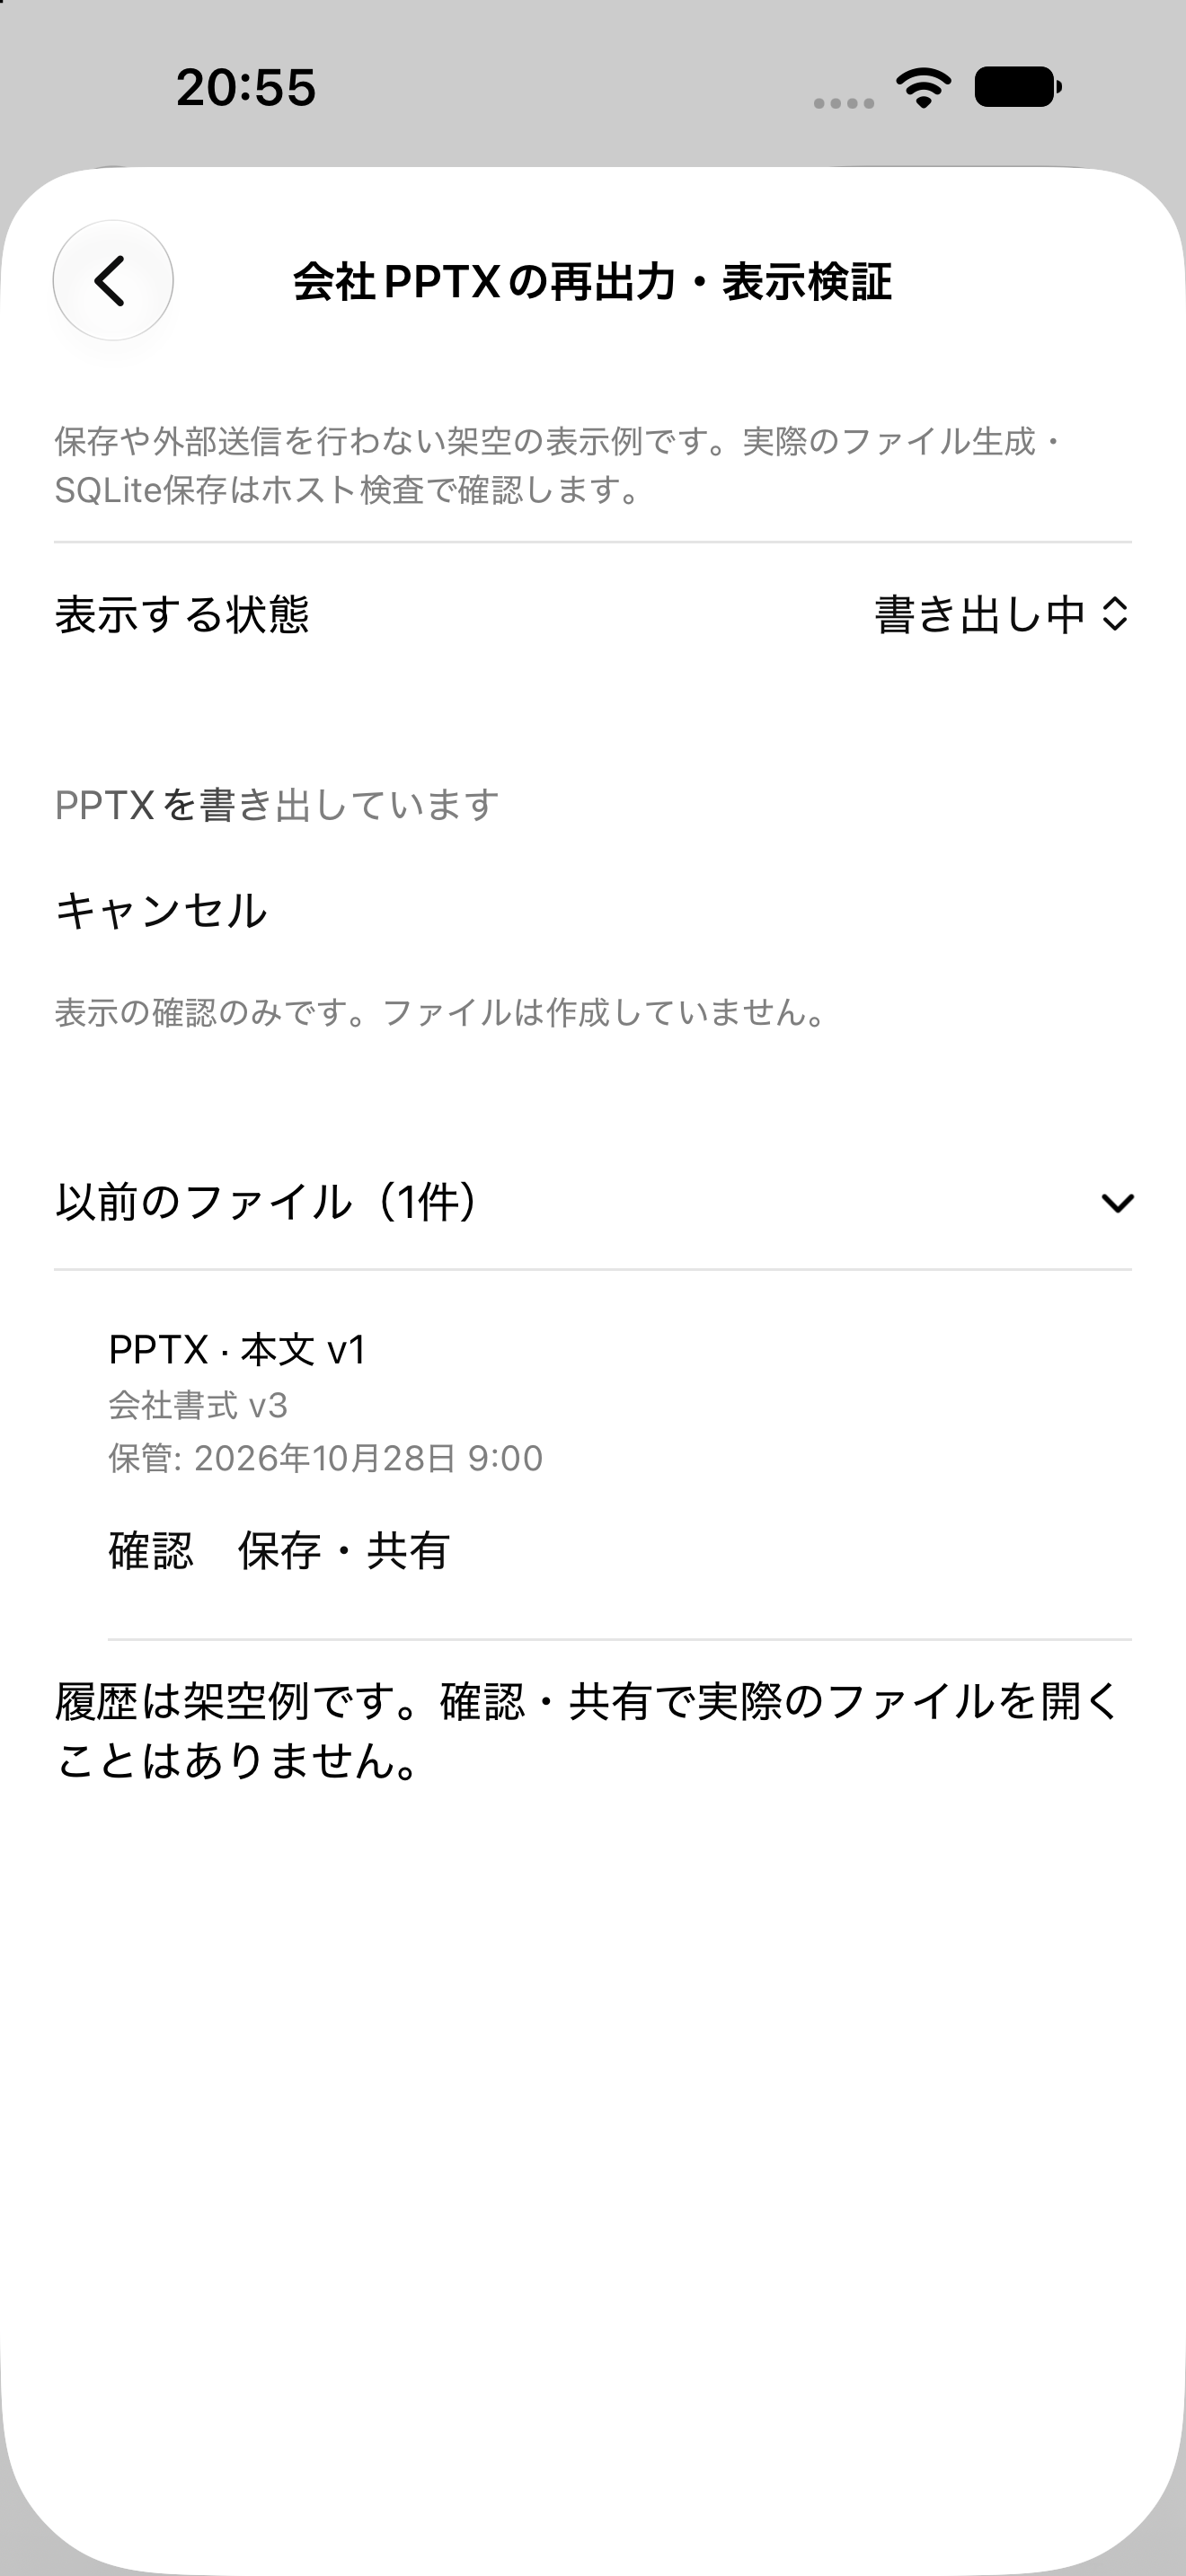 20:55
会社PPTXの再出力・表示検証
保存や外部送信を行わない架空の表示例です。実際のファイル生成・
SQLite保存はホスト検査で確認します。
表示する状態
書き出し中
PPTXを書き出しています
キャンセル
表示の確認のみです。ファイルは作成していません。
以前のファイル（1件）
PPTX · 本文 v1
会社書式 v3
保管: 2026年10月28日 9:00
確認　保存・共有
履歴は架空例です。確認・共有で実際のファイルを開く
ことはありません。